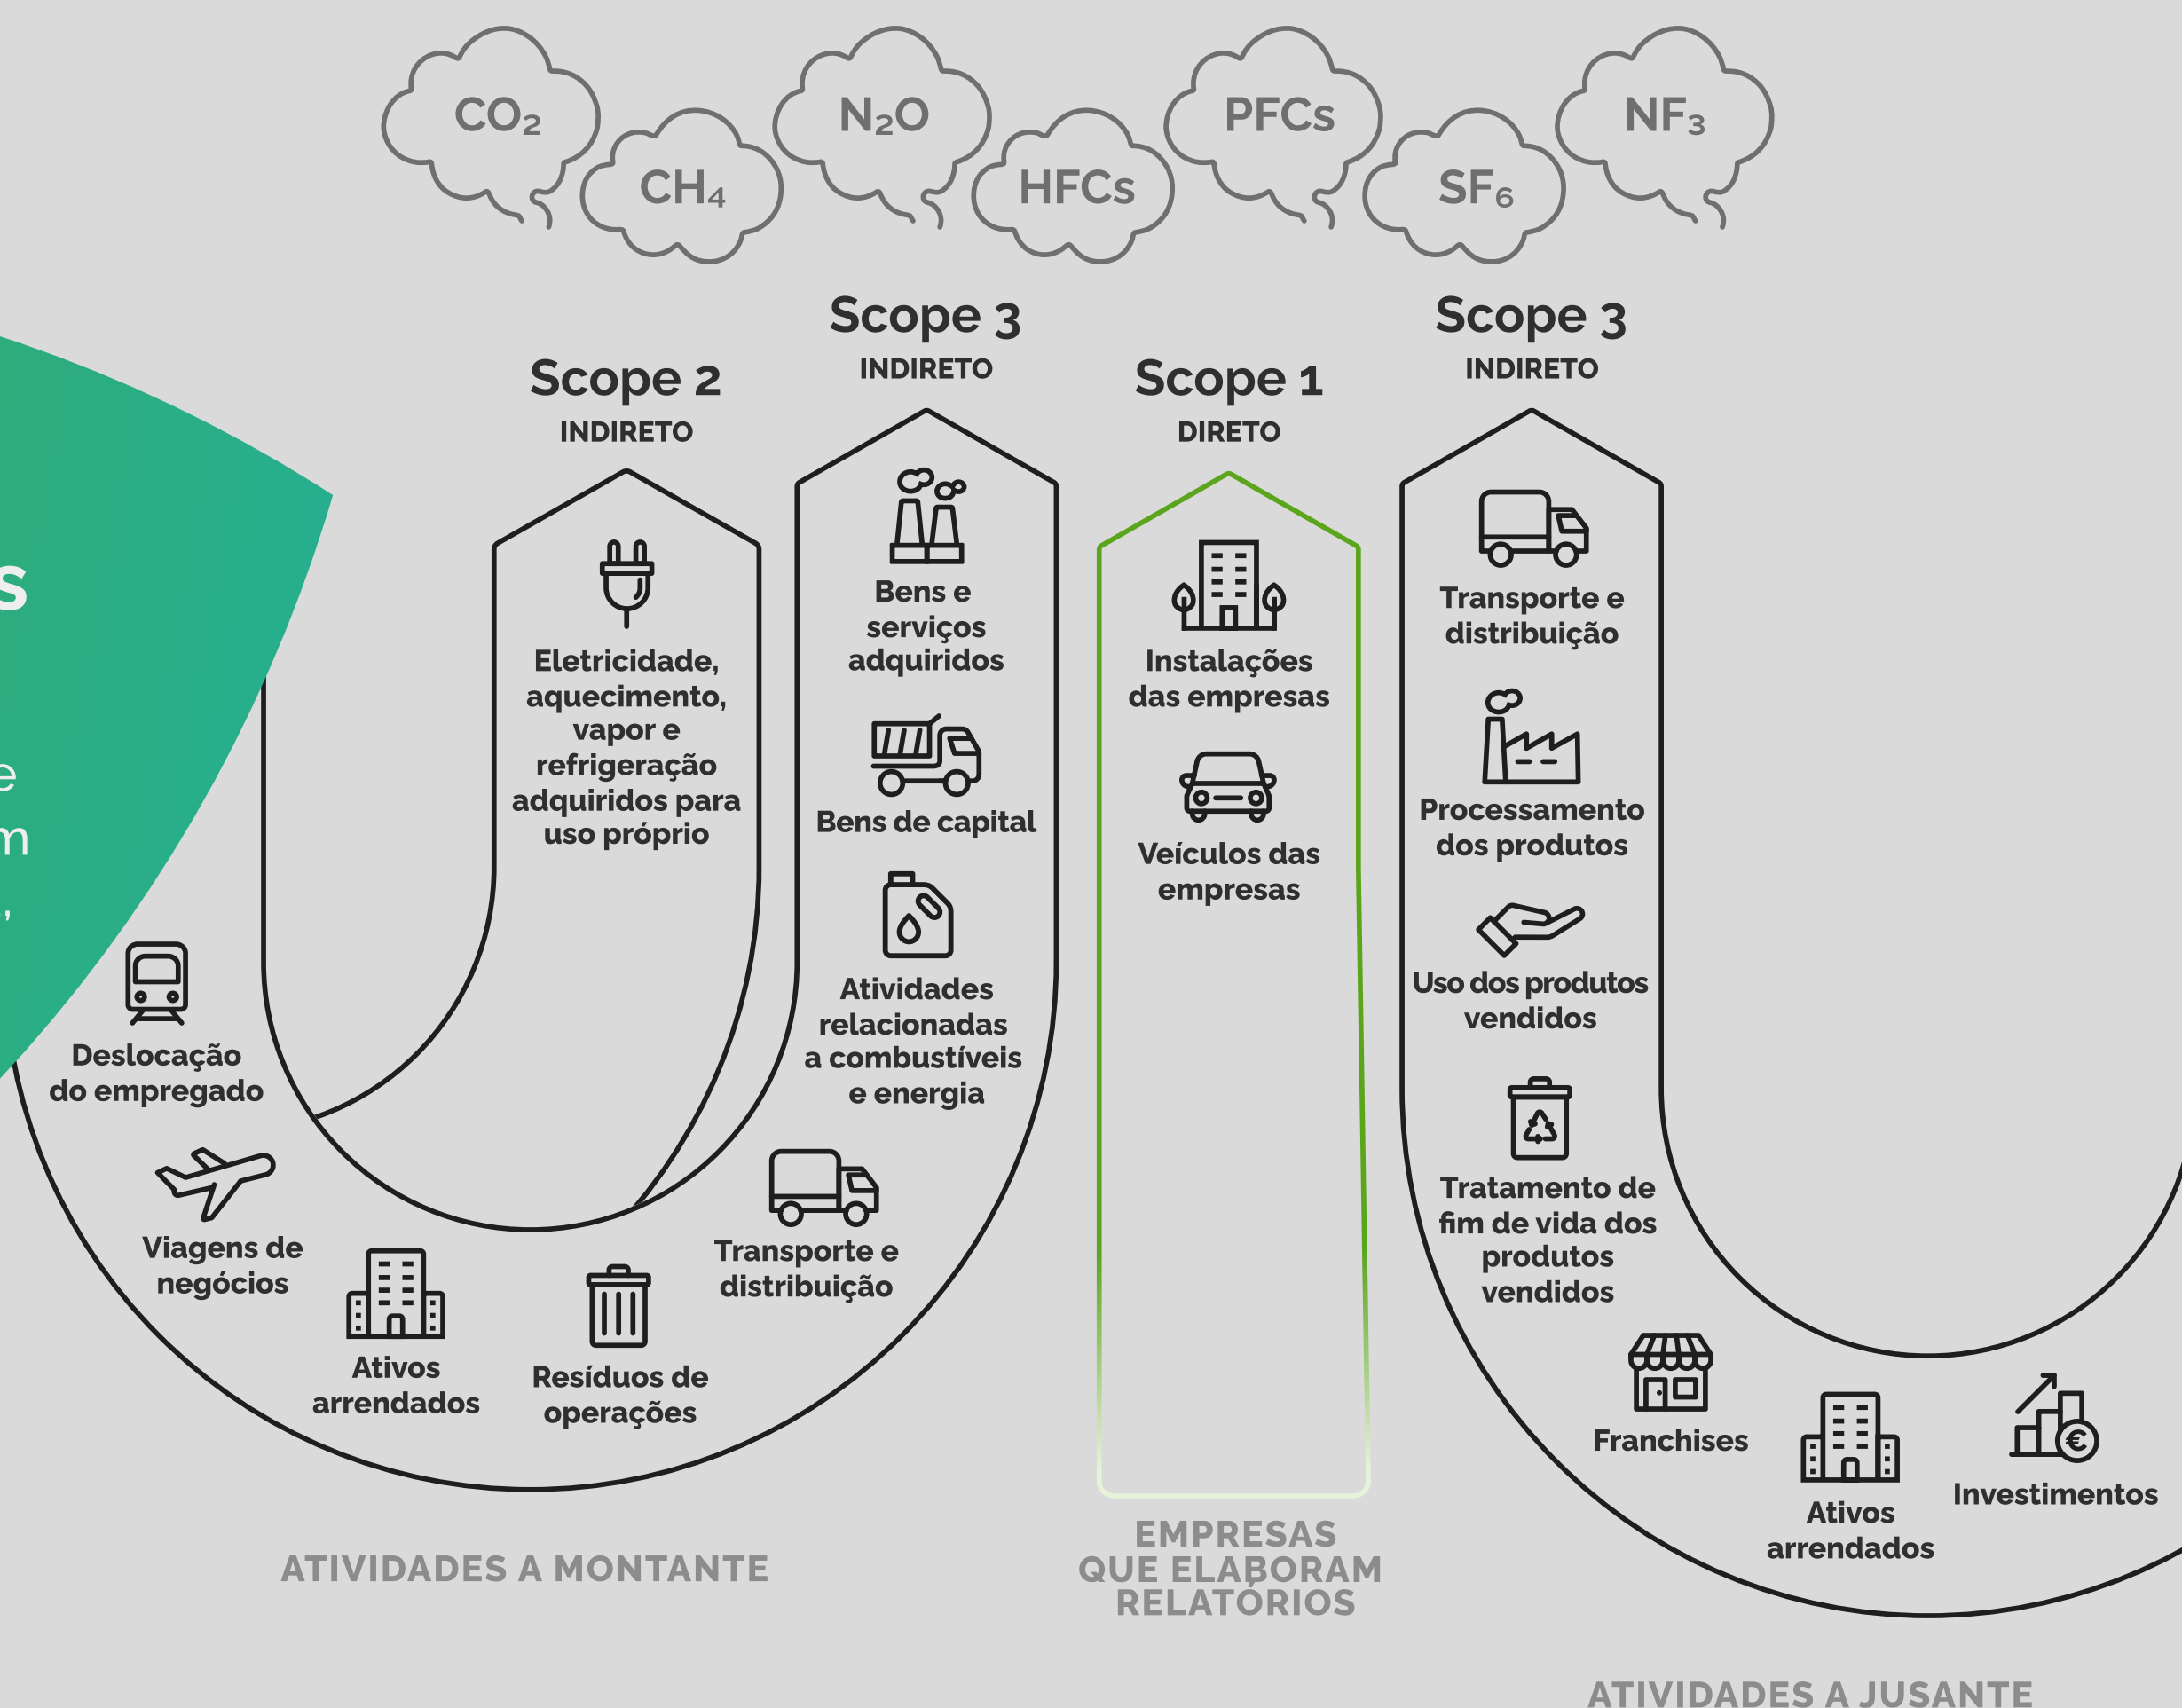 CO₂
CH₄
N₂O
HFCs
PFCs
SF₆
NF₃
s
e
m
,
Scope 2
INDIRETO
Eletricidade,
aquecimento,
vapor e
refrigeração
adquiridos para
uso próprio
Scope 3
INDIRETO
Bens e
serviços
adquiridos
Bens de capital
Atividades
relacionadas
a combustíveis
e energia
Transporte e
distribuição
Resíduos de
operações
Ativos
arrendados
Viagens de
negócios
Deslocação
do empregado
ATIVIDADES A MONTANTE
Scope 1
DIRETO
Instalações
das empresas
Veículos das
empresas
EMPRESAS
QUE ELABORAM
RELATÓRIOS
Scope 3
INDIRETO
Transporte e
distribuição
Processamento
dos produtos
Uso dos produtos
vendidos
Tratamento de
fim de vida dos
produtos
vendidos
Franchises
Ativos
arrendados
Investimentos
ATIVIDADES A JUSANTE